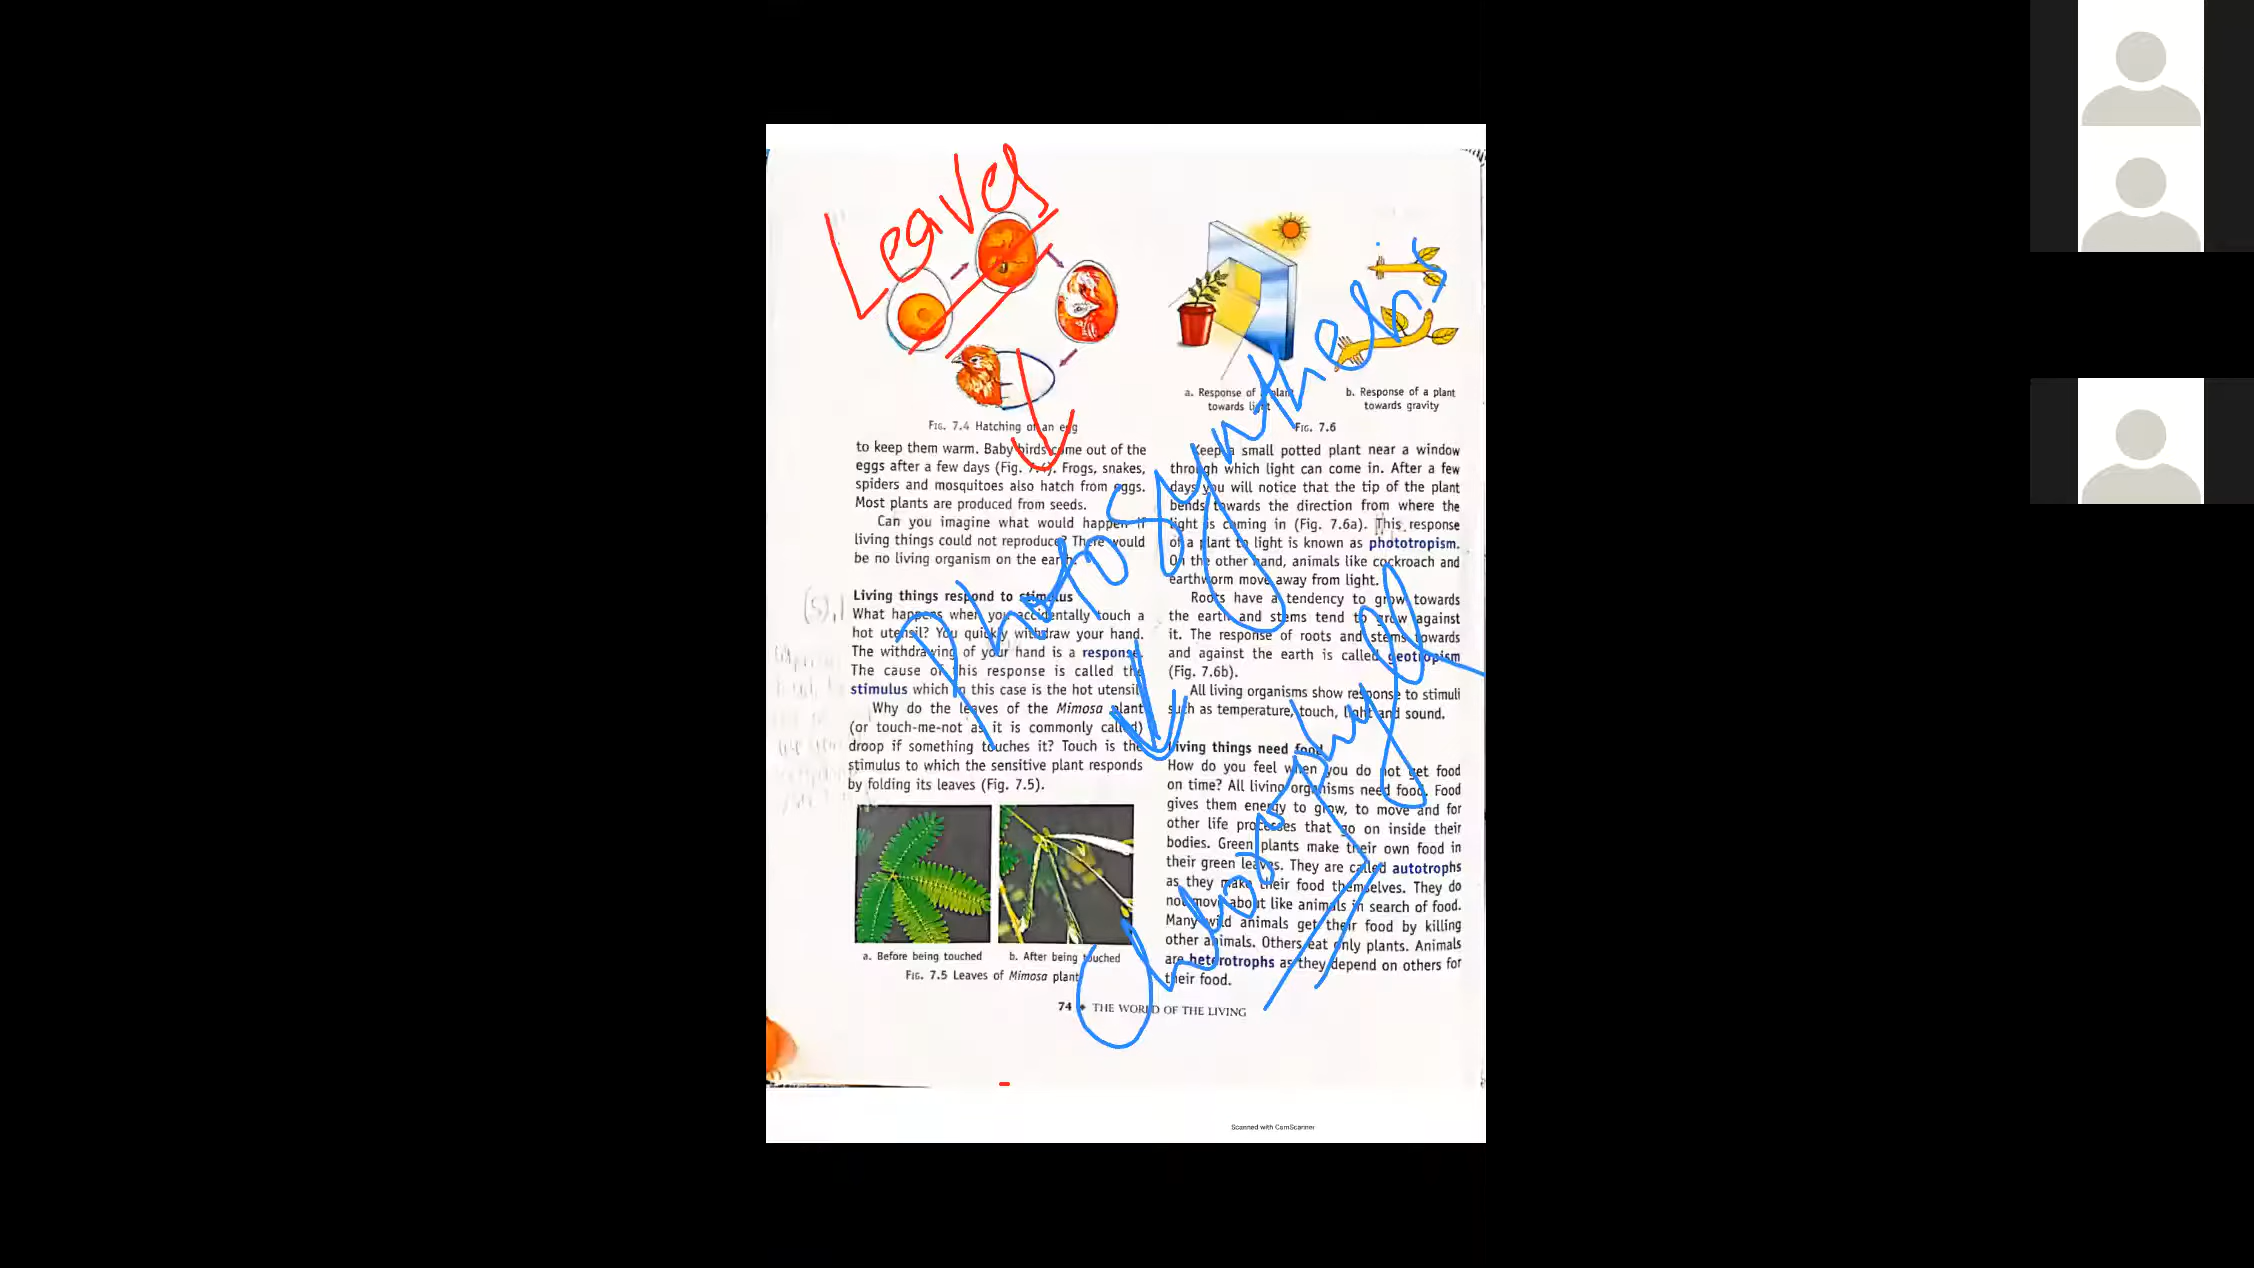 Leaves
Photosynthesis
Chlorophyll
a. Response of a plant
towards light
b. Response of a plant
towards gravity
FIG. 7.4 Hatching of an egg
FIG. 7.6
to keep them warm. Baby birds come out of the
eggs after a few days (Fig. 7.4). Frogs, snakes,
spiders and mosquitoes also hatch from eggs.
Most plants are produced from seeds.
Can you imagine what would happen if
living things could not reproduce? There would
be no living organism on the earth.
Living things respond to stimulus
What happens when you accidentally touch a
hot utensil? You quickly withdraw your hand.
The withdrawing of your hand is a response.
The cause of this response is called the
stimulus which in this case is the hot utensil.
Why do the leaves of the Mimosa plant
(or touch-me-not as it is commonly called)
droop if something touches it? Touch is the
stimulus to which the sensitive plant responds
by folding its leaves (Fig. 7.5).
a. Before being touched
b. After being touched
FIG. 7.5 Leaves of Mimosa plant
Keep a small potted plant near a window
through which light can come in. After a few
days you will notice that the tip of the plant
bends towards the direction from where the
light is coming in (Fig. 7.6a). This response
of a plant to light is known as phototropism.
On the other hand, animals like cockroach and
earthworm move away from light.
Roots have a tendency to grow towards
the earth and stems tend to grow against
it. The response of roots and stems towards
and against the earth is called geotropism
(Fig. 7.6b).
All living organisms show response to stimuli
such as temperature, touch, light and sound.
Living things need food
How do you feel when you do not get food
on time? All living organisms need food. Food
gives them energy to grow, to move and for
other life processes that go on inside their
bodies. Green plants make their own food in
their green leaves. They are called autotrophs
as they make their food themselves. They do
not move about like animals in search of food.
Many wild animals get their food by killing
other animals. Others eat only plants. Animals
are heterotrophs as they depend on others for
their food.
74 ✦ THE WORLD OF THE LIVING
Scanned with CamScanner